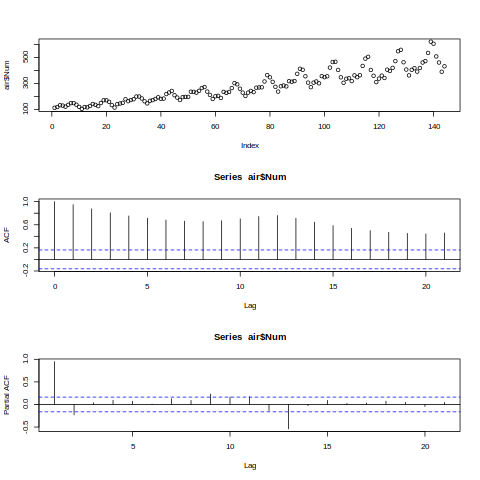 air$Num
100 300 500
0 20 40 60 80 100 120 140
Index
Series air$Num
ACF
-0.2 0.2 0.6 1.0
0 5 10 15 20
Lag
Series air$Num
Partial ACF
-0.5 0.0 0.5 1.0
5 10 15 20
Lag